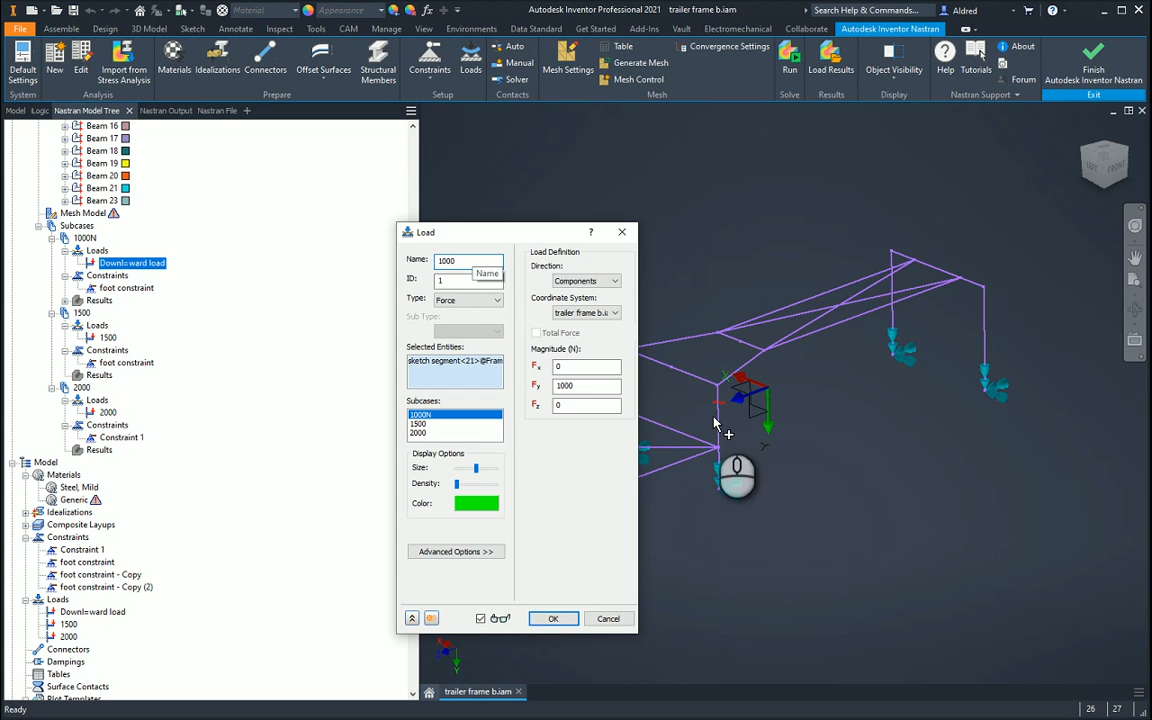 Material
Appearance
fx
Autodesk Inventor Professional 2021 trailer frame b.iam
Search Help & Commands...
Aldred
File
Assemble
Design
3D Model
Sketch
Annotate
Inspect
Tools
CAM
Manage
View
Environments
Data Standard
Get Started
Add-Ins
Vault
Electromechanical
Collaborate
Autodesk Inventor Nastran
Default Settings
New
Edit
Import from Stress Analysis
Materials
Idealizations
Connectors
Offset Surfaces
Structural Members
Constraints
Loads
Auto
Manual
Solver
Mesh Settings
Table
Generate Mesh
Mesh Control
Convergence Settings
Run
Load Results
Object Visibility
Help
Tutorials
About
Forum
Finish Autodesk Inventor Nastran
System
Analysis
Prepare
Setup
Contacts
Mesh
Solve
Results
Display
Nastran Support
Exit
Model
iLogic
Nastran Model Tree
Nastran Output
Nastran File
Beam 16
Beam 17
Beam 18
Beam 19
Beam 20
Beam 21
Beam 23
Mesh Model
Subcases
1000N
Loads
Downl=ward load
Constraints
foot constraint
Results
1500
Loads
1500
Constraints
foot constraint
Results
2000
Loads
2000
Constraints
Constraint 1
Results
Model
Materials
Steel, Mild
Generic
Idealizations
Composite Layups
Constraints
Constraint 1
foot constraint
foot constraint - Copy
foot constraint - Copy (2)
Loads
Downl=ward load
1500
2000
Connectors
Dampings
Tables
Surface Contacts
Plot Templates
Load
?
Name:
1000
Name
ID:
1
Type:
Force
Sub Type:
Selected Entities:
sketch segment<21>@Fram
Subcases:
1000N
1500
2000
Display Options
Size:
Density:
Color:
Advanced Options >>
Load Definition
Direction:
Components
Coordinate System:
Total Force
Magnitude (N):
Fx
0
Fy
1000
Fz
0
OK
Cancel
LEFT
FRONT
X
Y
0
Y
trailer frame b.iam
Ready
26
27